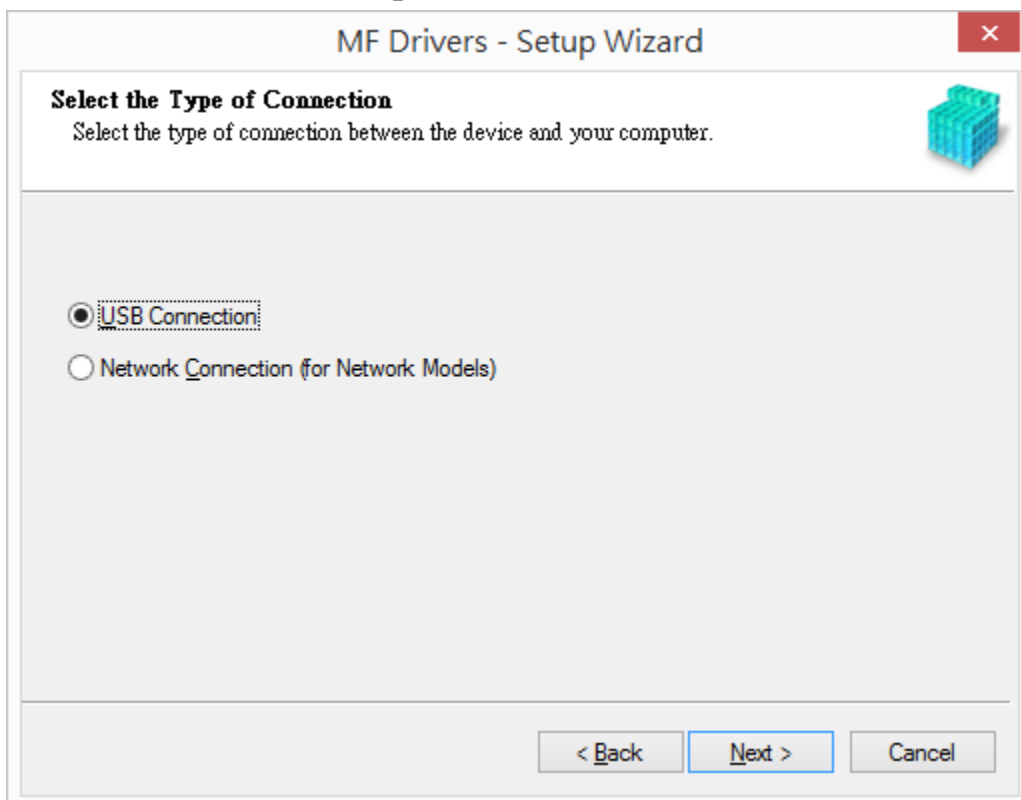 MF Drivers - Setup Wizard
Select the Type of Connection
Select the type of connection between the device and your computer.
USB Connection
Network Connection (for Network Models)
< Back Next > Cancel